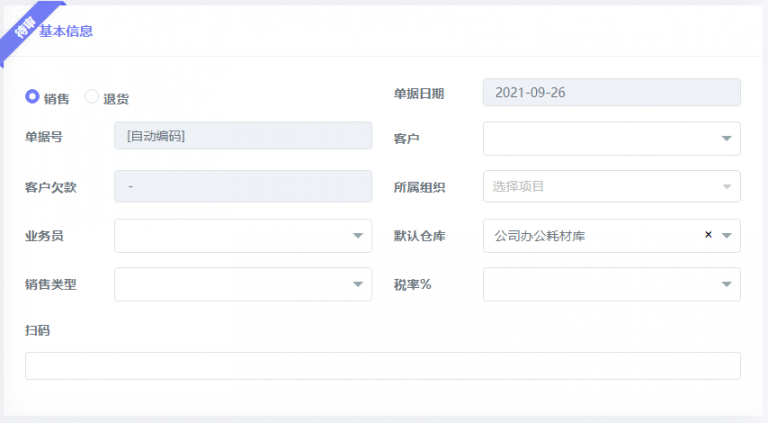 待审
基本信息
销售 退货 单据日期 2021-09-26
单据号 [自动编码] 客户
客户欠款 - 所属组织 选择项目
业务员 默认仓库 公司办公耗材库 ×
销售类型 税率%
扫码